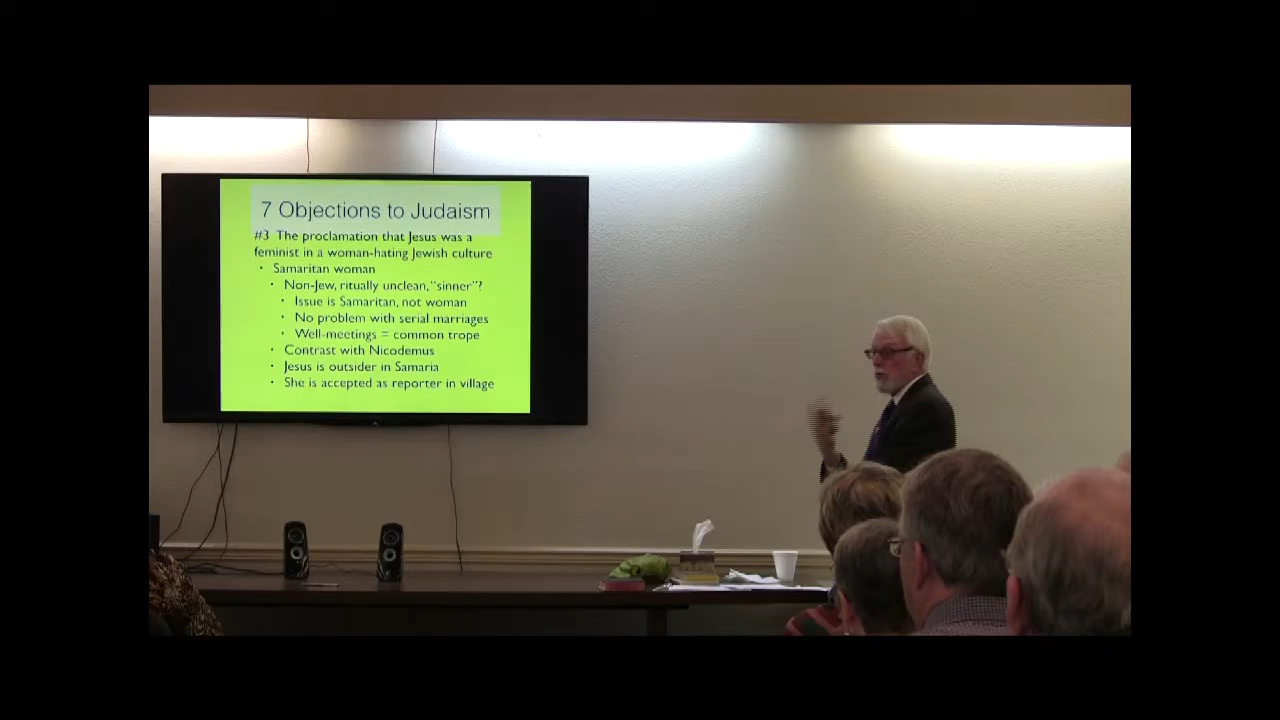 7 Objections to Judaism
#3 The proclamation that Jesus was a
feminist in a woman-hating Jewish culture
• Samaritan woman
• Non-Jew, ritually unclean, "sinner"?
• Issue is Samaritan, not woman
• No problem with serial marriages
• Well-meetings = common trope
• Contrast with Nicodemus
• Jesus is outsider in Samaria
• She is accepted as reporter in village